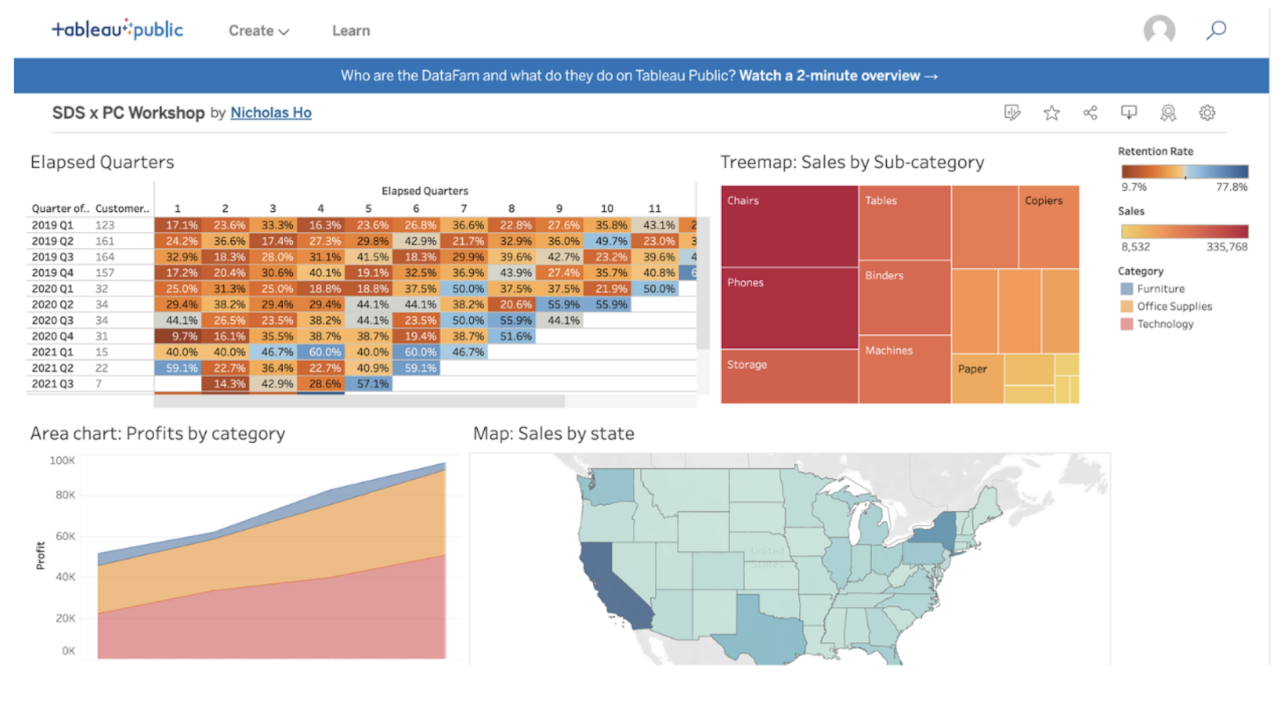 tableau public Create Learn
Who are the DataFam and what do they do on Tableau Public? Watch a 2-minute overview →
SDS x PC Workshop by Nicholas Ho
Elapsed Quarters
Elapsed Quarters
Quarter of.. Customer.. 1 2 3 4 5 6 7 8 9 10 11
2019 Q1 123 17.1% 23.6% 33.3% 16.3% 23.6% 26.8% 36.6% 22.8% 27.6% 35.8% 43.1% 2
2019 Q2 161 24.2% 36.6% 17.4% 27.3% 29.8% 42.9% 21.7% 32.9% 36.0% 49.7% 23.0% 3
2019 Q3 164 32.9% 18.3% 28.0% 31.1% 41.5% 18.3% 29.9% 39.6% 42.7% 23.2% 39.6% 4
2019 Q4 157 17.2% 20.4% 30.6% 40.1% 19.1% 32.5% 36.9% 43.9% 27.4% 35.7% 40.8% 6
2020 Q1 32 25.0% 31.3% 25.0% 18.8% 18.8% 37.5% 50.0% 37.5% 37.5% 21.9% 50.0%
2020 Q2 34 29.4% 38.2% 29.4% 29.4% 44.1% 44.1% 38.2% 20.6% 55.9% 55.9%
2020 Q3 34 44.1% 26.5% 23.5% 38.2% 44.1% 23.5% 50.0% 55.9% 44.1%
2020 Q4 31 9.7% 16.1% 35.5% 38.7% 38.7% 19.4% 38.7% 51.6%
2021 Q1 15 40.0% 40.0% 46.7% 60.0% 40.0% 60.0% 46.7%
2021 Q2 22 59.1% 22.7% 36.4% 22.7% 40.9% 59.1%
2021 Q3 7 14.3% 42.9% 28.6% 57.1%
Treemap: Sales by Sub-category
Chairs
Tables
Copiers
Phones
Binders
Storage
Machines
Paper
Retention Rate
9.7% 77.8%
Sales
8,532 335,768
Category
Furniture
Office Supplies
Technology
Area chart: Profits by category
100K
80K
60K
40K
20K
0K
Profit
Map: Sales by state
United